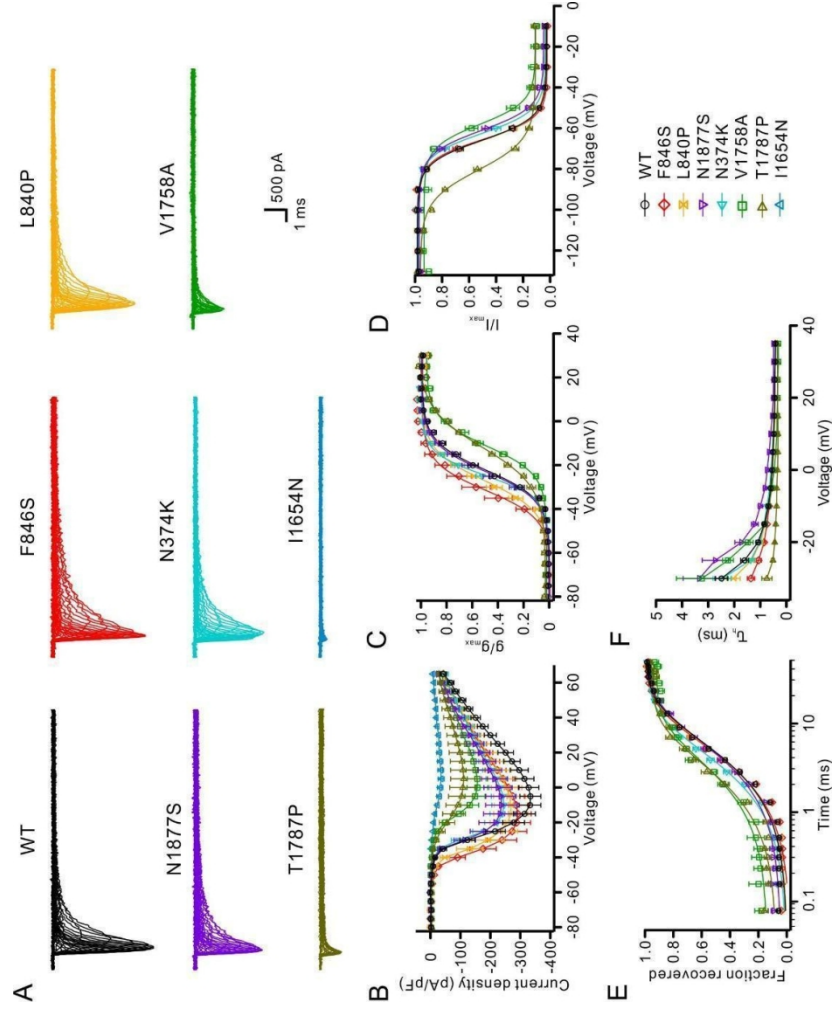 A
WT
F846S
L840P
N1877S
N374K
V1758A
T1787P
I1654N
500 pA
1 ms
B
Current density (pA/pF)
0
-100
-200
-300
-400
-80 -60 -40 -20 0 20 40 60
Voltage (mV)
C
g/gmax
1.0
0.8
0.6
0.4
0.2
0
-80 -60 -40 -20 0 20 40
Voltage (mV)
D
I/Imax
1.0
0.8
0.6
0.4
0.2
0.0
-120 -100 -80 -60 -40 -20 0
Voltage (mV)
E
Fraction recovered
1.0
0.8
0.6
0.4
0.2
0.0
0.1 1 10
Time (ms)
F
τh (ms)
5
4
3
2
1
0
-20 0 20 40
Voltage (mV)
WT
F846S
L840P
N1877S
N374K
V1758A
T1787P
I1654N